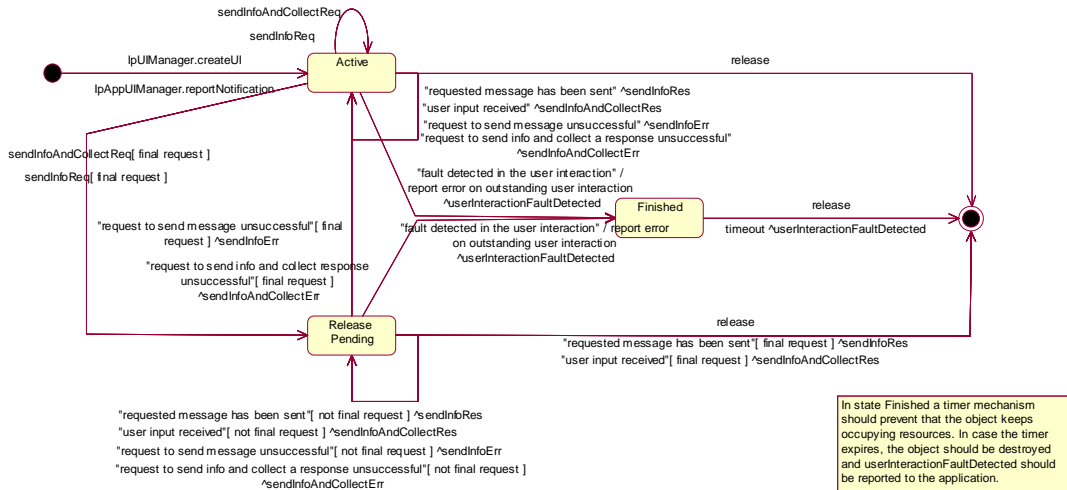 sendInfoAndCollectReq
sendInfoReq
IpUIManager.createUI
Active
release
IpAppUIManager.reportNotification
"requested message has been sent" ^sendInfoRes
"user input received" ^sendInfoAndCollectRes
"request to send message unsuccessful" ^sendInfoErr
"request to send info and collect a response unsuccessful"
^sendInfoAndCollectErr
sendInfoAndCollectReq[ final request ]
sendInfoReq[ final request ]
"fault detected in the user interaction" /
report error on outstanding user interaction
^userInteractionFaultDetected
Finished
release
timeout ^userInteractionFaultDetected
"request to send message unsuccessful"[ final
request ] ^sendInfoErr
"fault detected in the user interaction" / report error
on outstanding user interaction
^userInteractionFaultDetected
"request to send info and collect response
unsuccessful"[ final request ]
^sendInfoAndCollectErr
Release
Pending
release
"requested message has been sent"[ final request ] ^sendInfoRes
"user input received"[ final request ] ^sendInfoAndCollectRes
"requested message has been sent"[ not final request ] ^sendInfoRes
"user input received"[ not final request ] ^sendInfoAndCollectRes
"request to send message unsuccessful"[ not final request ] ^sendInfoErr
"request to send info and collect a response unsuccessful"[ not final
request ] ^sendInfoAndCollectErr
In state Finished a timer mechanism
should prevent that the object keeps
occupying resources. In case the timer
expires, the object should be destroyed
and userInteractionFaultDetected should
be reported to the application.